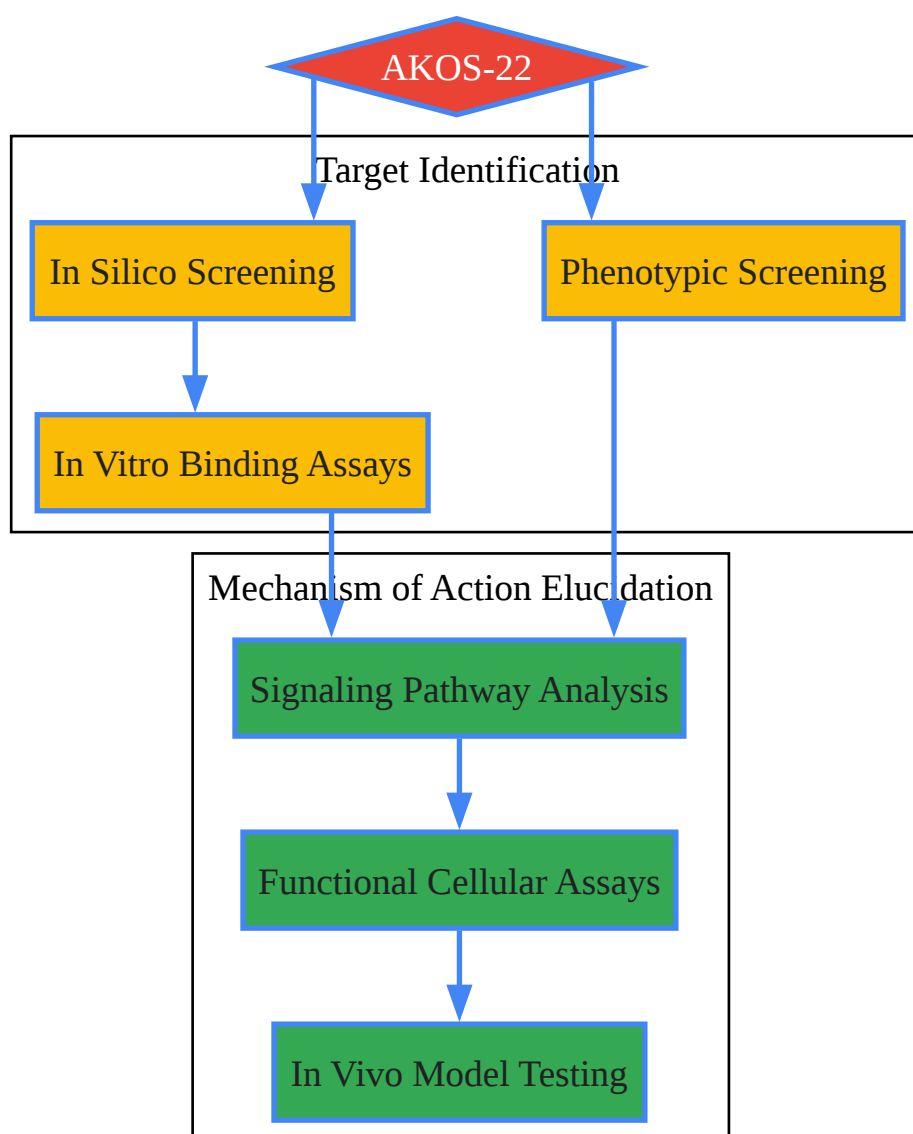 AKOS-22
Target Identification
In Silico Screening
Phenotypic Screening
In Vitro Binding Assays
Mechanism of Action Elucidation
Signaling Pathway Analysis
Functional Cellular Assays
In Vivo Model Testing